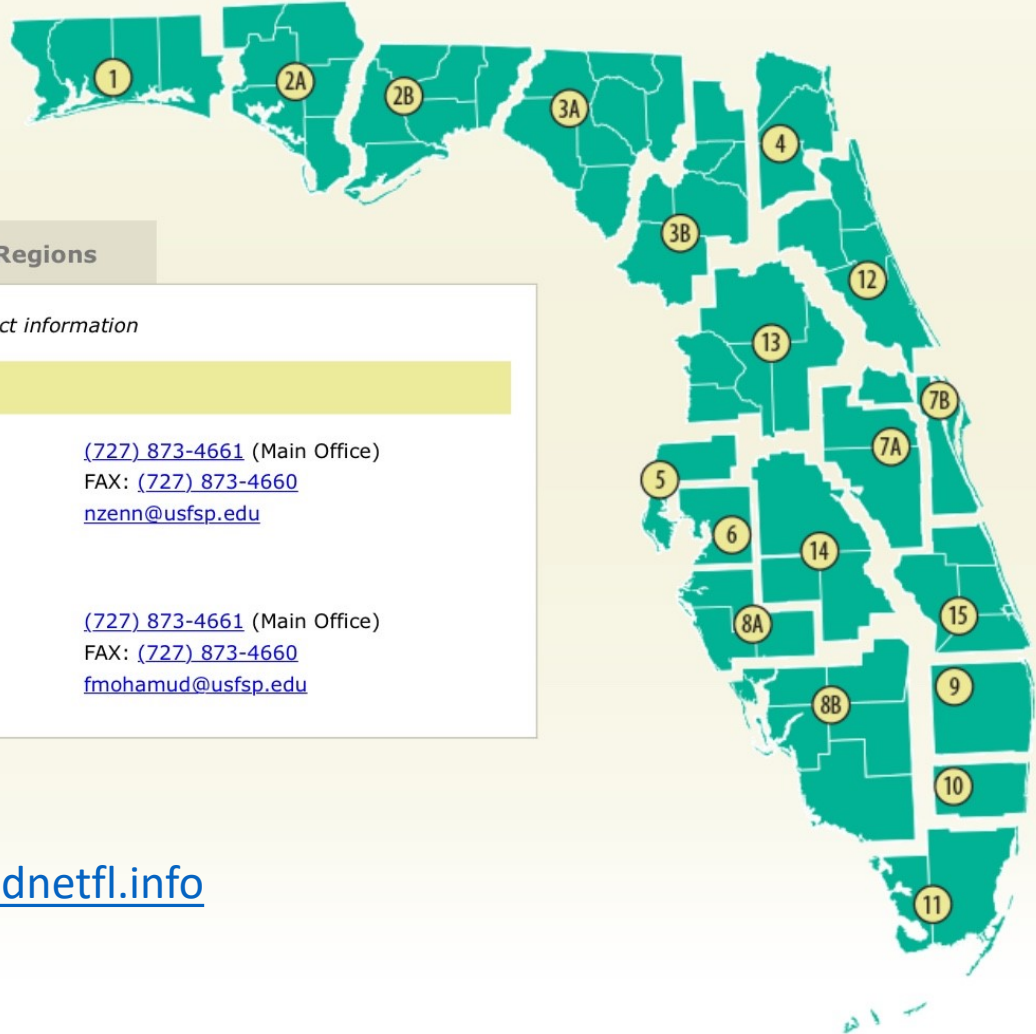 1
2A
2B
3A
4
3B
Regions
12
ct information
13
7B
7A
(727) 873-4661 (Main Office)
5
FAX: (727) 873-4660
nzenn@usfsp.edu
6
14
15
8A
(727) 873-4661 (Main Office)
FAX: (727) 873-4660
fmohamud@usfsp.edu
9
8B
10
dnetfl.info
11